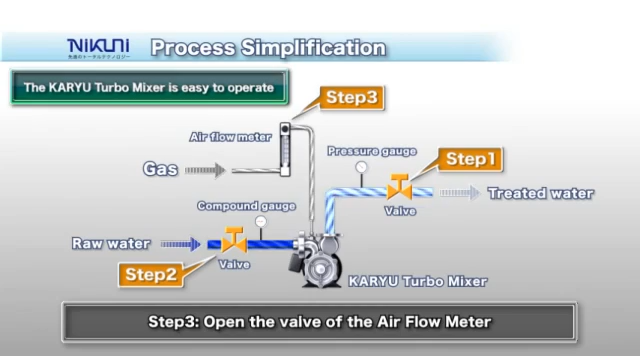 NIKUNI
Process Simplification
The KARYU Turbo Mixer is easy to operate
Step3
Air flow meter
Pressure gauge
Step1
Gas
Treated water
Compound gauge
Valve
Raw water
Valve
Step2
KARYU Turbo Mixer
Step3: Open the valve of the Air Flow Meter